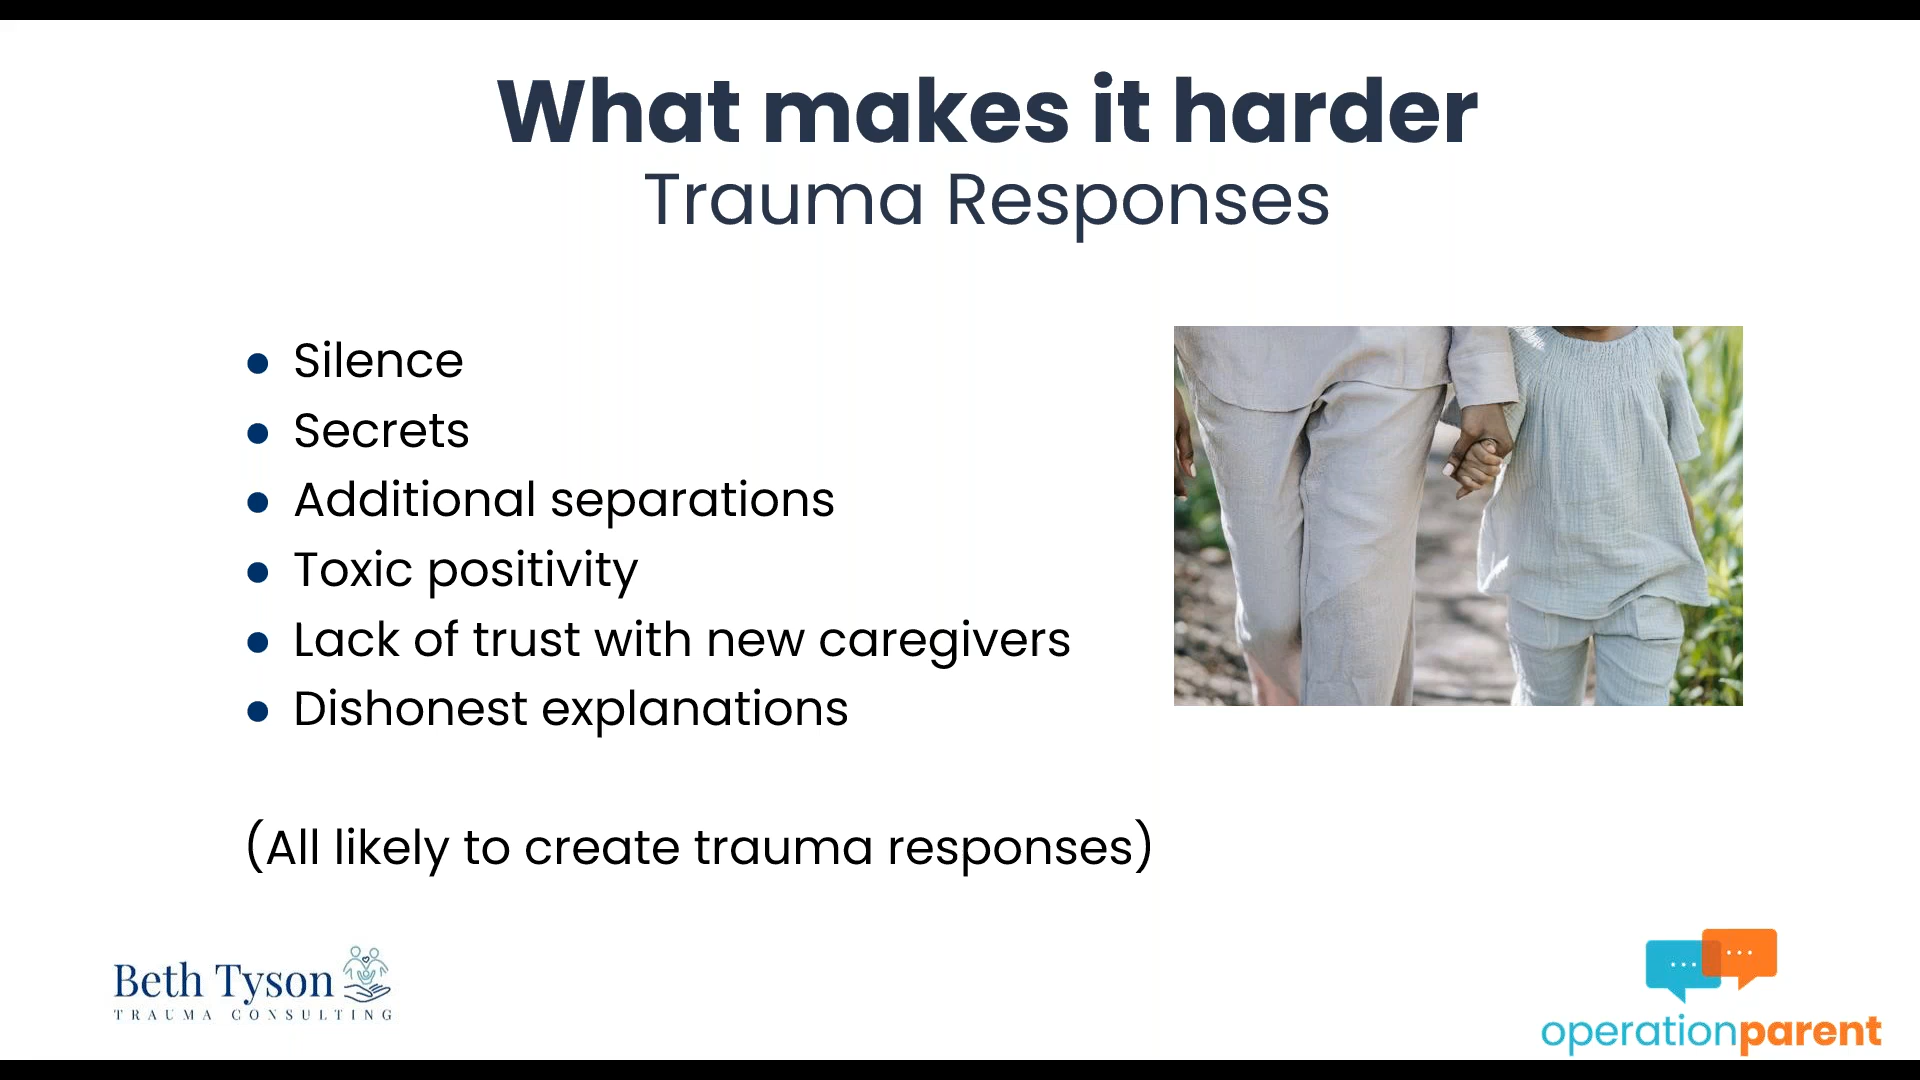 What makes it harder
Trauma Responses
Silence
Secrets
Additional separations
Toxic positivity
Lack of trust with new caregivers
Dishonest explanations
(All likely to create trauma responses)
Beth Tyson
TRAUMA CONSULTING
operationparent